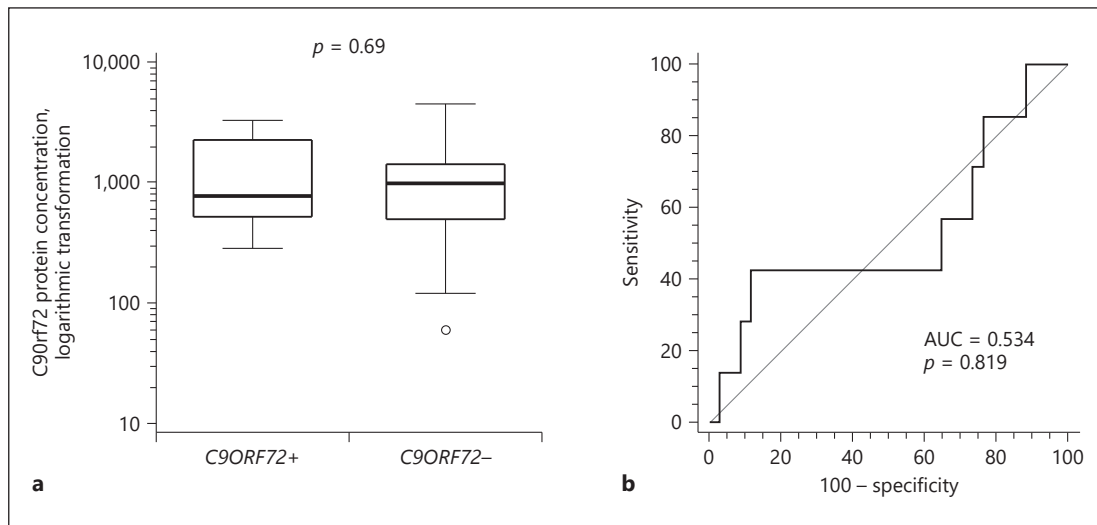 p = 0.69
10,000
1,000
100
10
C90rf72 protein concentration,
logarithmic transformation
C9ORF72+
C9ORF72–
a
100
80
60
40
20
0
Sensitivity
AUC = 0.534
p = 0.819
0 20 40 60 80 100
100 – specificity
b